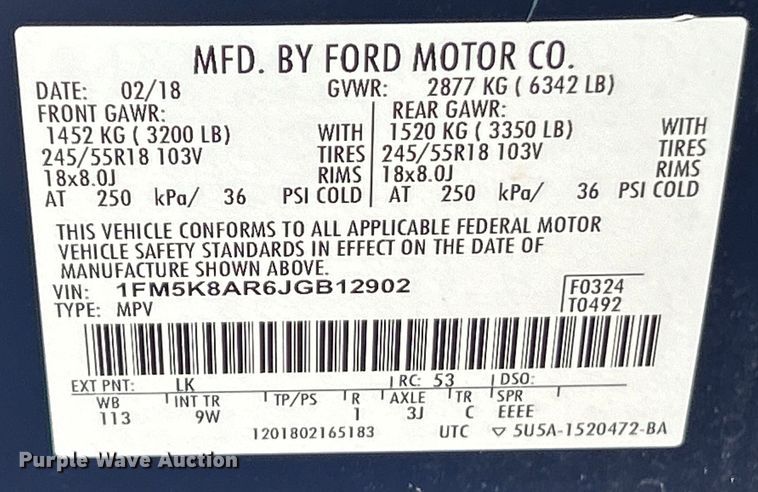 MFD. BY FORD MOTOR CO.
DATE: 02/18 GVWR: 2877 KG ( 6342 LB)
FRONT GAWR: REAR GAWR:
1452 KG ( 3200 LB) WITH 1520 KG ( 3350 LB) WITH
245/55R18 103V TIRES 245/55R18 103V TIRES
18x8.0J RIMS 18x8.0J RIMS
AT 250 kPa/ 36 PSI COLD AT 250 kPa/ 36 PSI COLD
THIS VEHICLE CONFORMS TO ALL APPLICABLE FEDERAL MOTOR
VEHICLE SAFETY STANDARDS IN EFFECT ON THE DATE OF
MANUFACTURE SHOWN ABOVE.
VIN: 1FM5K8AR6JGB12902 F0324
TYPE: MPV T0492
EXT PNT: LK RC: 53 DSO:
WB INT TR TP/PS R AXLE TR SPR
113 9W 1 3J C EEEE
1201802165183 UTC ▽ 5U5A-1520472-BA
Purple Wave Auction